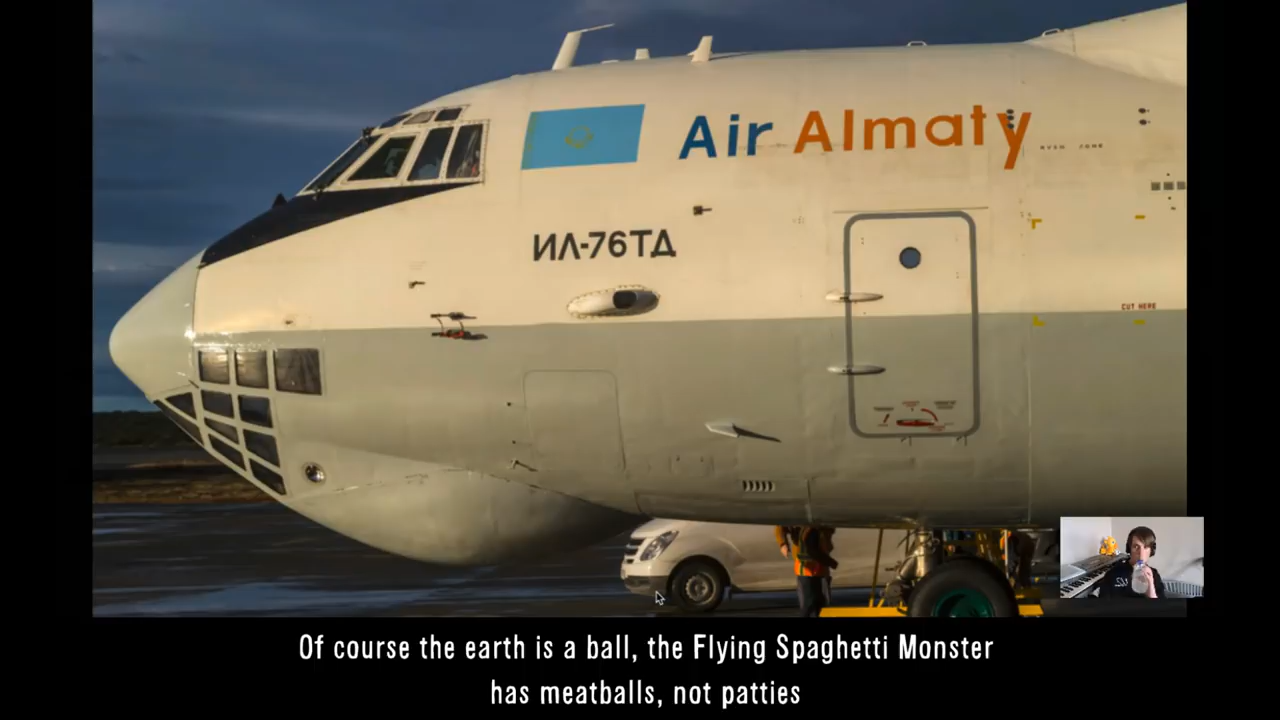 Air Almaty
ИЛ-76ТД
CUT HERE
Of course the earth is a ball, the Flying Spaghetti Monster
has meatballs, not patties